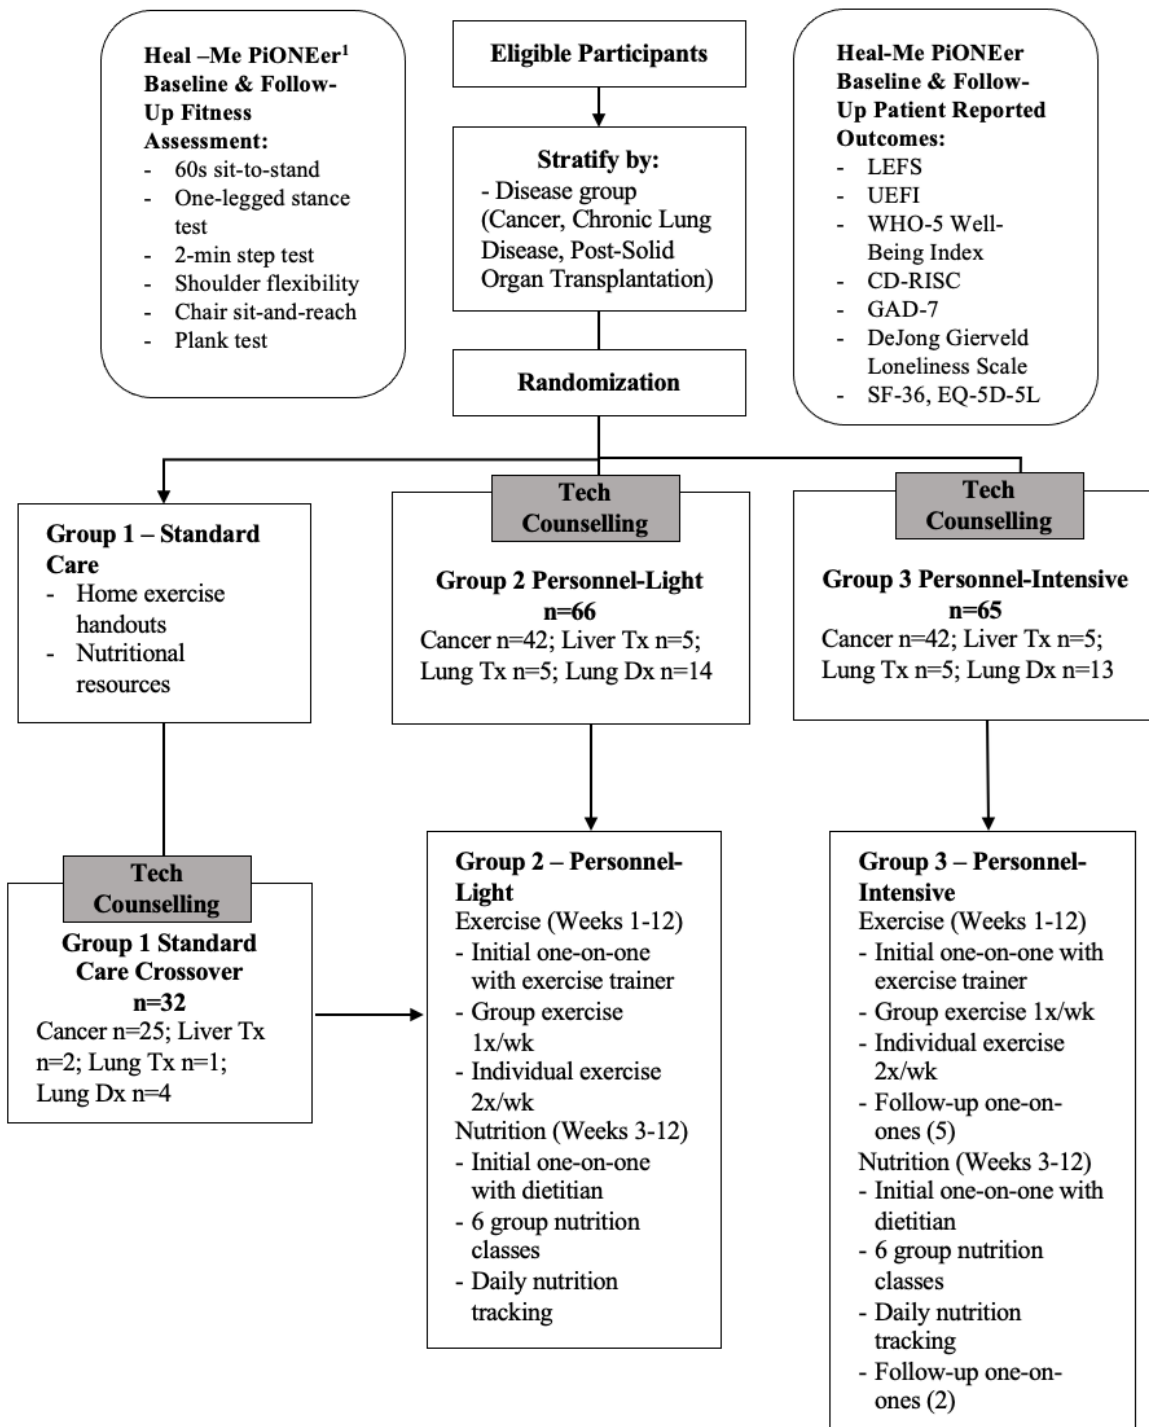 Heal –Me PiONEer¹
Baseline & Follow-
Up Fitness
Assessment:
- 60s sit-to-stand
- One-legged stance
test
- 2-min step test
- Shoulder flexibility
- Chair sit-and-reach
- Plank test
Eligible Participants
Stratify by:
- Disease group
(Cancer, Chronic Lung
Disease, Post-Solid
Organ Transplantation)
Randomization
Heal-Me PiONEer
Baseline & Follow-
Up Patient Reported
Outcomes:
- LEFS
- UEFI
- WHO-5 Well-
Being Index
- CD-RISC
- GAD-7
- DeJong Gierveld
Loneliness Scale
- SF-36, EQ-5D-5L
Group 1 – Standard
Care
- Home exercise
handouts
- Nutritional
resources
Tech
Counselling
Group 2 Personnel-Light
n=66
Cancer n=42; Liver Tx n=5;
Lung Tx n=5; Lung Dx n=14
Tech
Counselling
Group 3 Personnel-Intensive
n=65
Cancer n=42; Liver Tx n=5;
Lung Tx n=5; Lung Dx n=13
Tech
Counselling
Group 1 Standard
Care Crossover
n=32
Cancer n=25; Liver Tx
n=2; Lung Tx n=1;
Lung Dx n=4
Group 2 – Personnel-
Light
Exercise (Weeks 1-12)
- Initial one-on-one
with exercise trainer
- Group exercise
1x/wk
- Individual exercise
2x/wk
Nutrition (Weeks 3-12)
- Initial one-on-one
with dietitian
- 6 group nutrition
classes
- Daily nutrition
tracking
Group 3 – Personnel-
Intensive
Exercise (Weeks 1-12)
- Initial one-on-one with
exercise trainer
- Group exercise 1x/wk
- Individual exercise
2x/wk
- Follow-up one-on-
ones (5)
Nutrition (Weeks 3-12)
- Initial one-on-one with
dietitian
- 6 group nutrition
classes
- Daily nutrition
tracking
- Follow-up one-on-
ones (2)